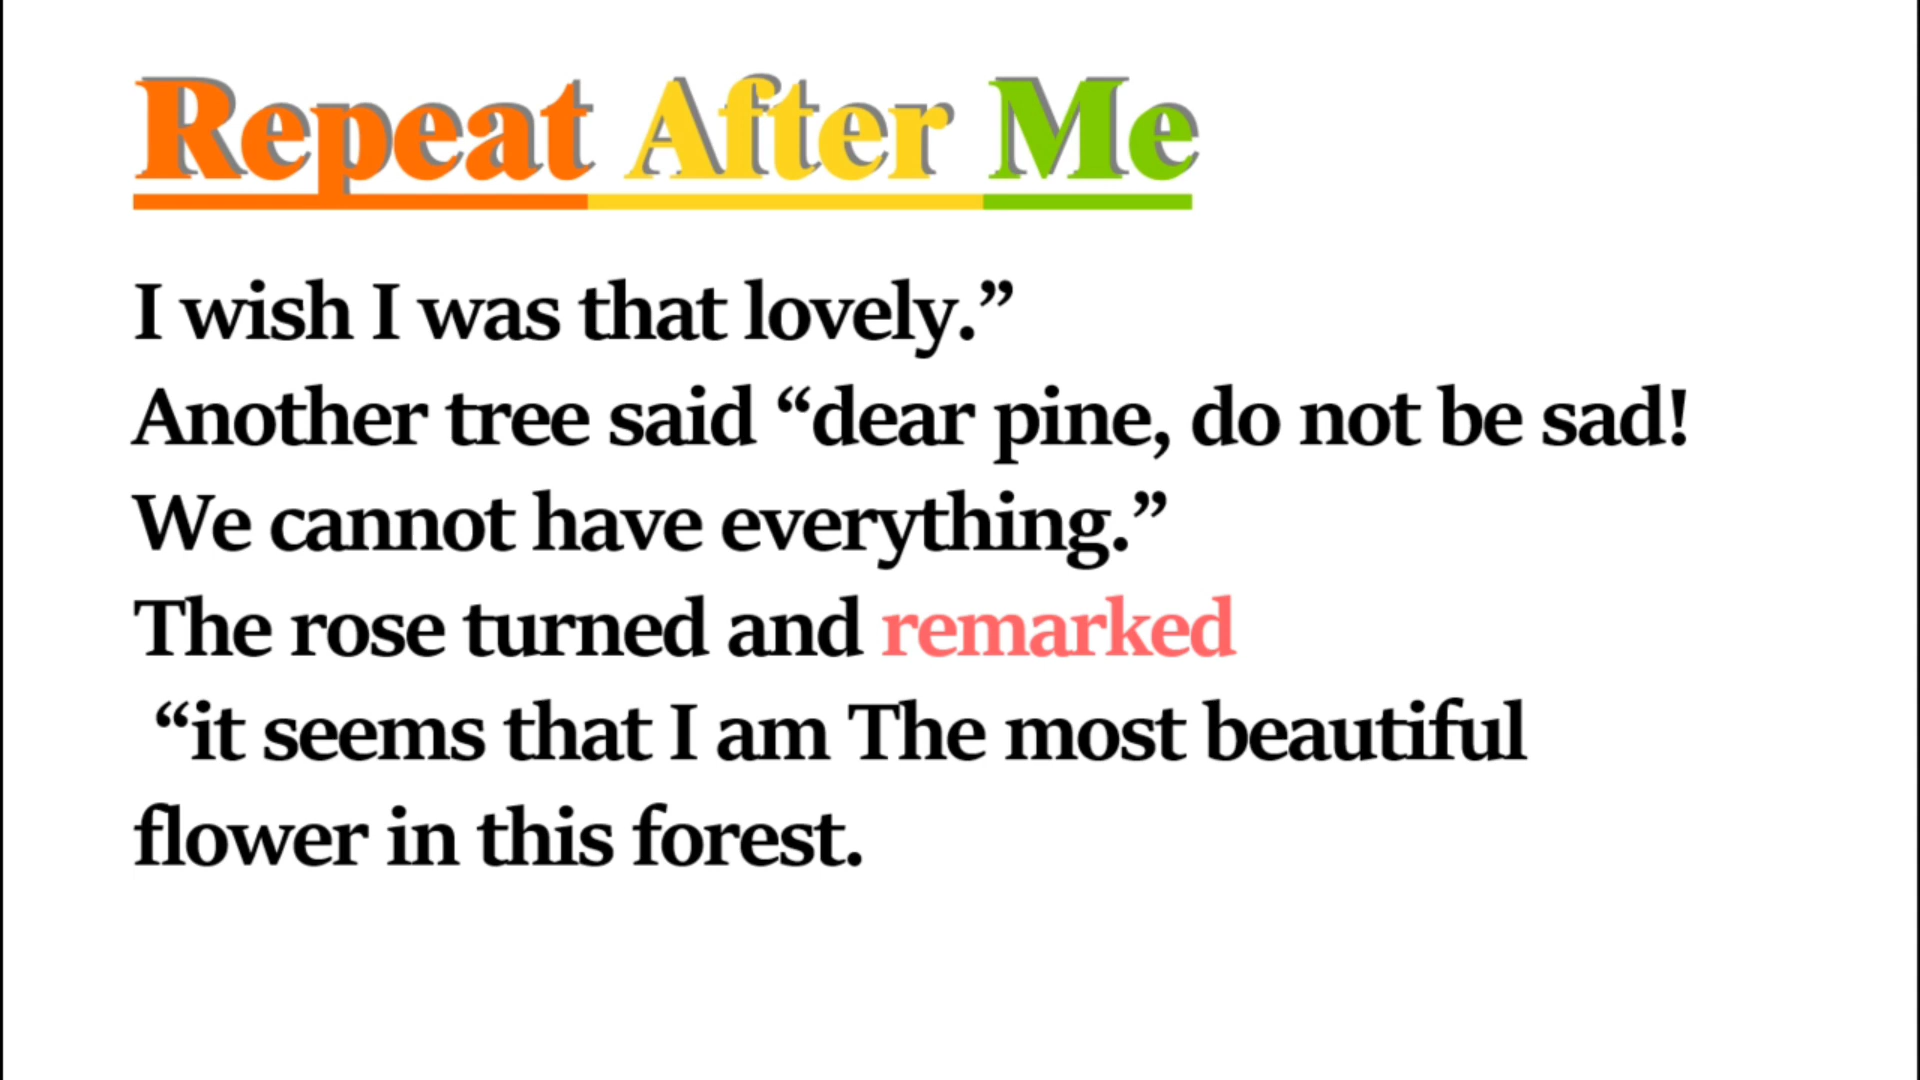 Repeat After Me
I wish I was that lovely.”
Another tree said “dear pine, do not be sad!
We cannot have everything.”
The rose turned and remarked
“it seems that I am The most beautiful
flower in this forest.